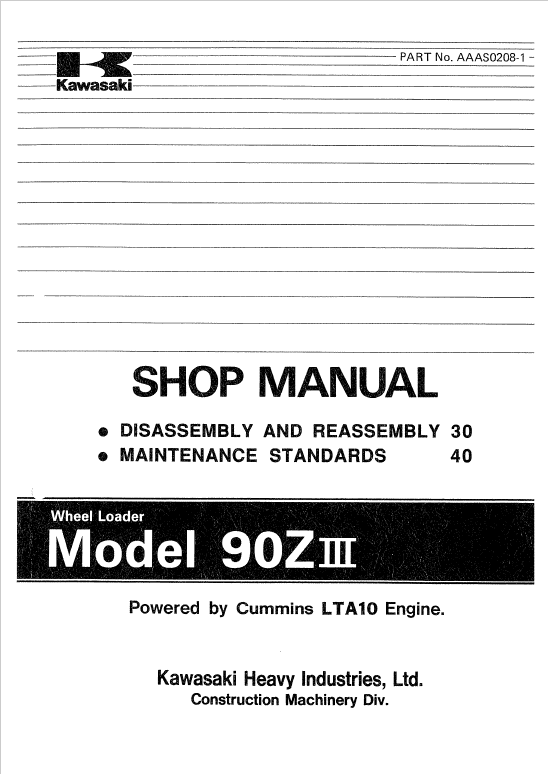 PART No. AAAS0208-1
Kawasaki
SHOP MANUAL
● DISASSEMBLY AND REASSEMBLY 30
● MAINTENANCE STANDARDS 40
Wheel Loader
Model 90ZIII
Powered by Cummins LTA10 Engine.
Kawasaki Heavy Industries, Ltd.
Construction Machinery Div.